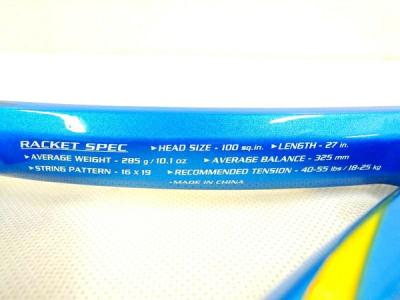 RACKET SPEC ▸HEAD SIZE - 100 sq.in. ▸LENGTH - 27 in.
▸AVERAGE WEIGHT - 285 g / 10.1 oz ▸AVERAGE BALANCE - 325 mm
▸STRING PATTERN - 16 x 19 ▸RECOMMENDED TENSION - 40-55 lbs / 18-25 kg
▸MADE IN CHINA